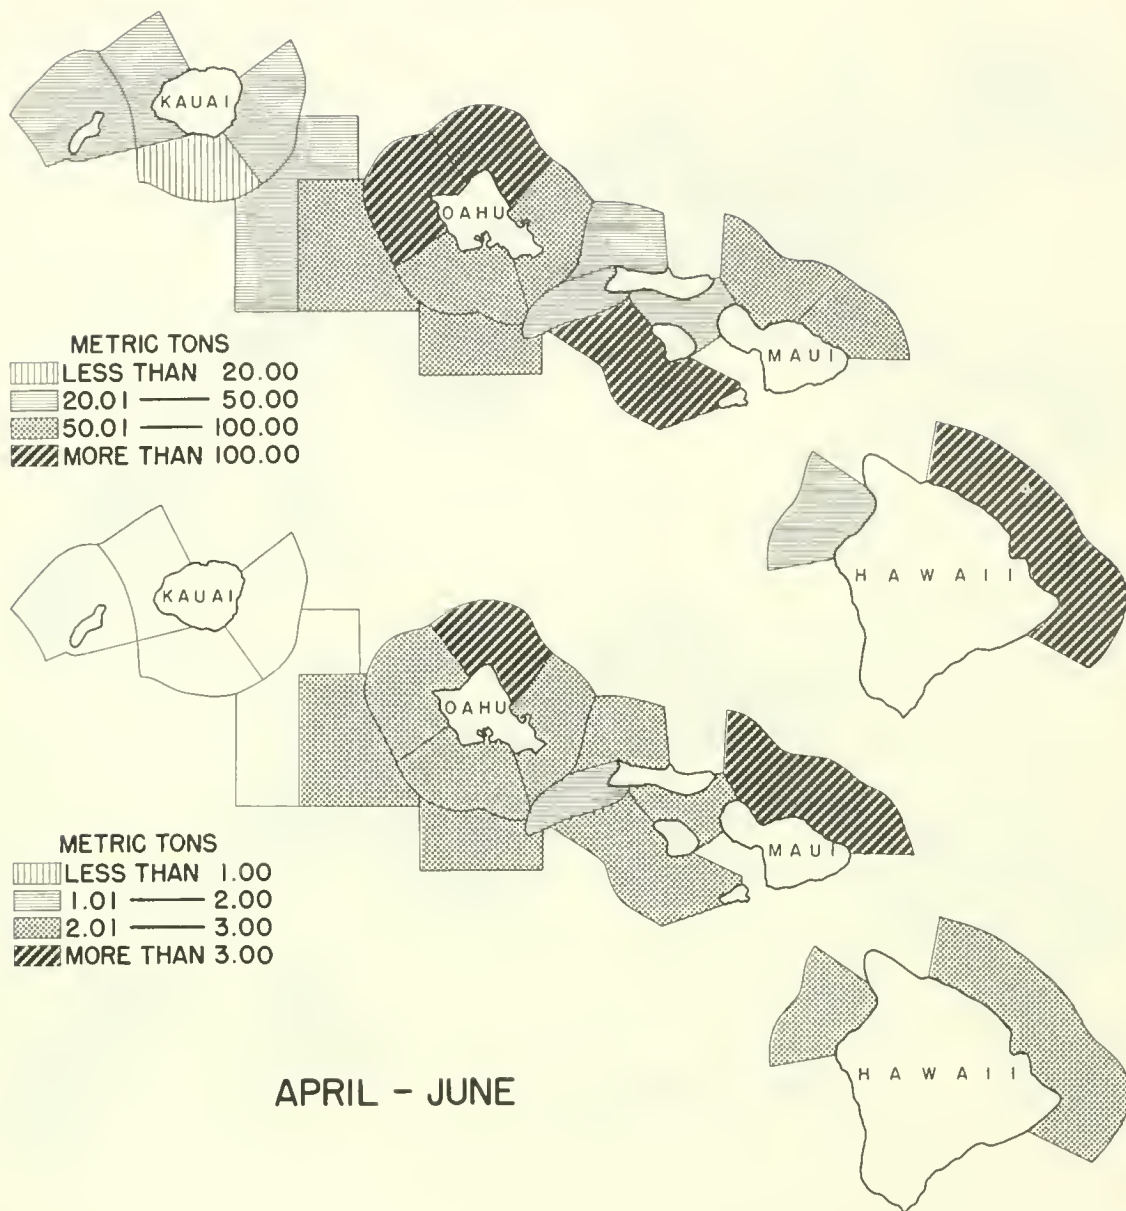 KAUAI
OAHU
MAUI
METRIC TONS
LESS THAN 20.00
20.01 —— 50.00
50.01 —— 100.00
MORE THAN 100.00
HAWAII
KAUAI
OAHU
MAUI
METRIC TONS
LESS THAN 1.00
1.01 —— 2.00
2.01 —— 3.00
MORE THAN 3.00
HAWAII
APRIL – JUNE